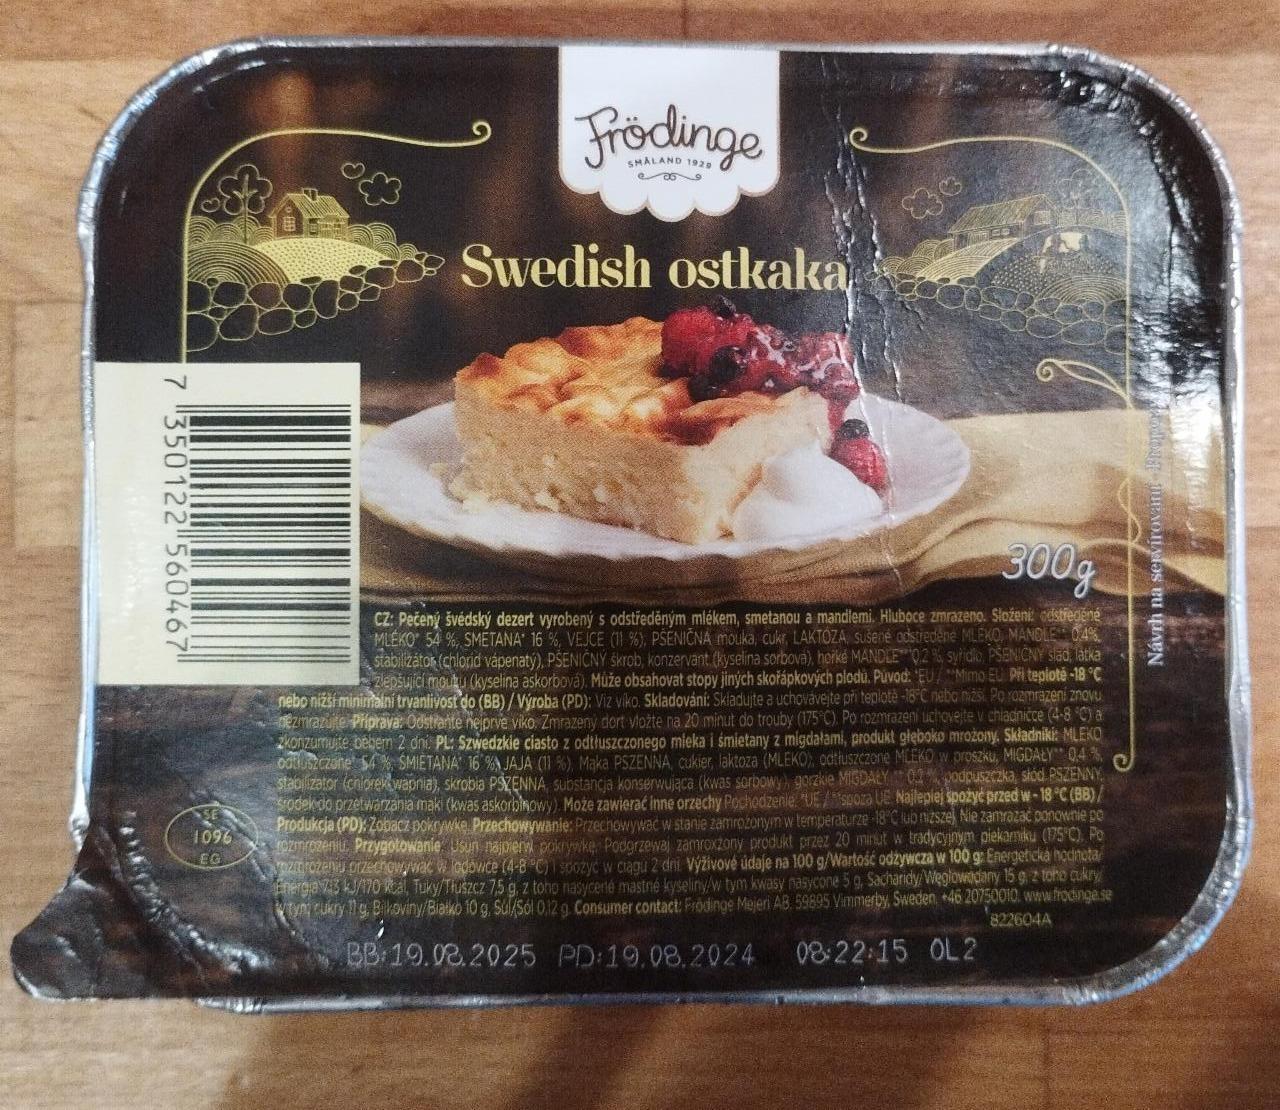 Frödinge
SMÅLAND 1929
Swedish ostkaka
7 350122 560467
300g
Návrh na servírování
CZ: Pečený švédský dezert vyrobený s odstředěným mlékem, smetanou a mandlemi. Hluboce zmrazeno. Složení: odstředěné
MLÉKO* 54 %, SMETANA* 16 %, VEJCE (11 %), PŠENIČNÁ mouka, cukr, LAKTÓZA, sušené odstředěné MLÉKO, MANDLE** 0,4%,
stabilizátor (chlorid vápenatý), PŠENIČNÝ škrob, konzervant (kyselina sorbová), hořké MANDLE** 0,2 %, syřidlo, PŠENIČNÝ slad, látka
zlepšující mouku (kyselina askorbová). Může obsahovat stopy jiných skořápkových plodů. Původ: *EU / **Mimo EU. Při teplotě -18 °C
nebo nižší minimální trvanlivost do (BB) / Výroba (PD): Viz víko. Skladování: Skladujte a uchovávejte při teplotě -18°C nebo nižší. Po rozmrazení znovu
nezmrazujte. Příprava: Odstraňte nejprve víko. Zmrazený dort vložte na 20 minut do trouby (175°C). Po rozmrazení uchovejte v chladničce (4-8 °C) a
zkonzumujte během 2 dní. PL: Szwedzkie ciasto z odtłuszczonego mleka i śmietany z migdałami, produkt głęboko mrożony. Składniki: MLEKO
odtłuszczane* 54 %, ŚMIETANA* 16 %, JAJA (11 %), Mąka PSZENNA, cukier, laktoza (MLEKO), odtłuszczone MLEKO w proszku, MIGDAŁY** 0,4 %,
stabilizator (chlorek wapnia), skrobia PSZENNA, substancja konserwująca (kwas sorbowy), gorzkie MIGDAŁY** 0,2 %, podpuszczka, słód PSZENNY,
środek do przetwarzania mąki (kwas askorbinowy). Może zawierać inne orzechy Pochodzenie: *UE / **spoza UE. Najlepiej spożyć przed w - 18 °C (BB) /
Produkcja (PD): Zobacz pokrywkę. Przechowywanie: Przechowywać w stanie zamrożonym w temperaturze -18°C lub niższej. Nie zamrażać ponownie po
rozmrożeniu. Przygotowanie: Usuń najpierw pokrywkę. Podgrzewaj zamrożony produkt przez 20 minut w tradycyjnym piekarniku (175°C). Po
rozmrożeniu przechowywać w lodówce (4-8 °C) i spożyć w ciągu 2 dni. Výživové údaje na 100 g/Wartość odżywcza w 100 g: Energetická hodnota/
Energia 713 kJ/170 kcal, Tuky/Tłuszcz 7,5 g, z toho nasycené mastné kyseliny/w tym kwasy nasycone 5 g, Sacharidy/Węglowodany 15 g, z toho cukry/
w tym cukry 11 g, Bílkoviny/Białko 10 g, Sůl/Sól 0,12 g. Consumer contact: Frödinge Mejeri AB, 59895 Vimmerby, Sweden, +46 20750010, www.frodinge.se
822604A
SE
1096
EG
BB:19.08.2025 PD:19.08.2024 08:22:15 0L2